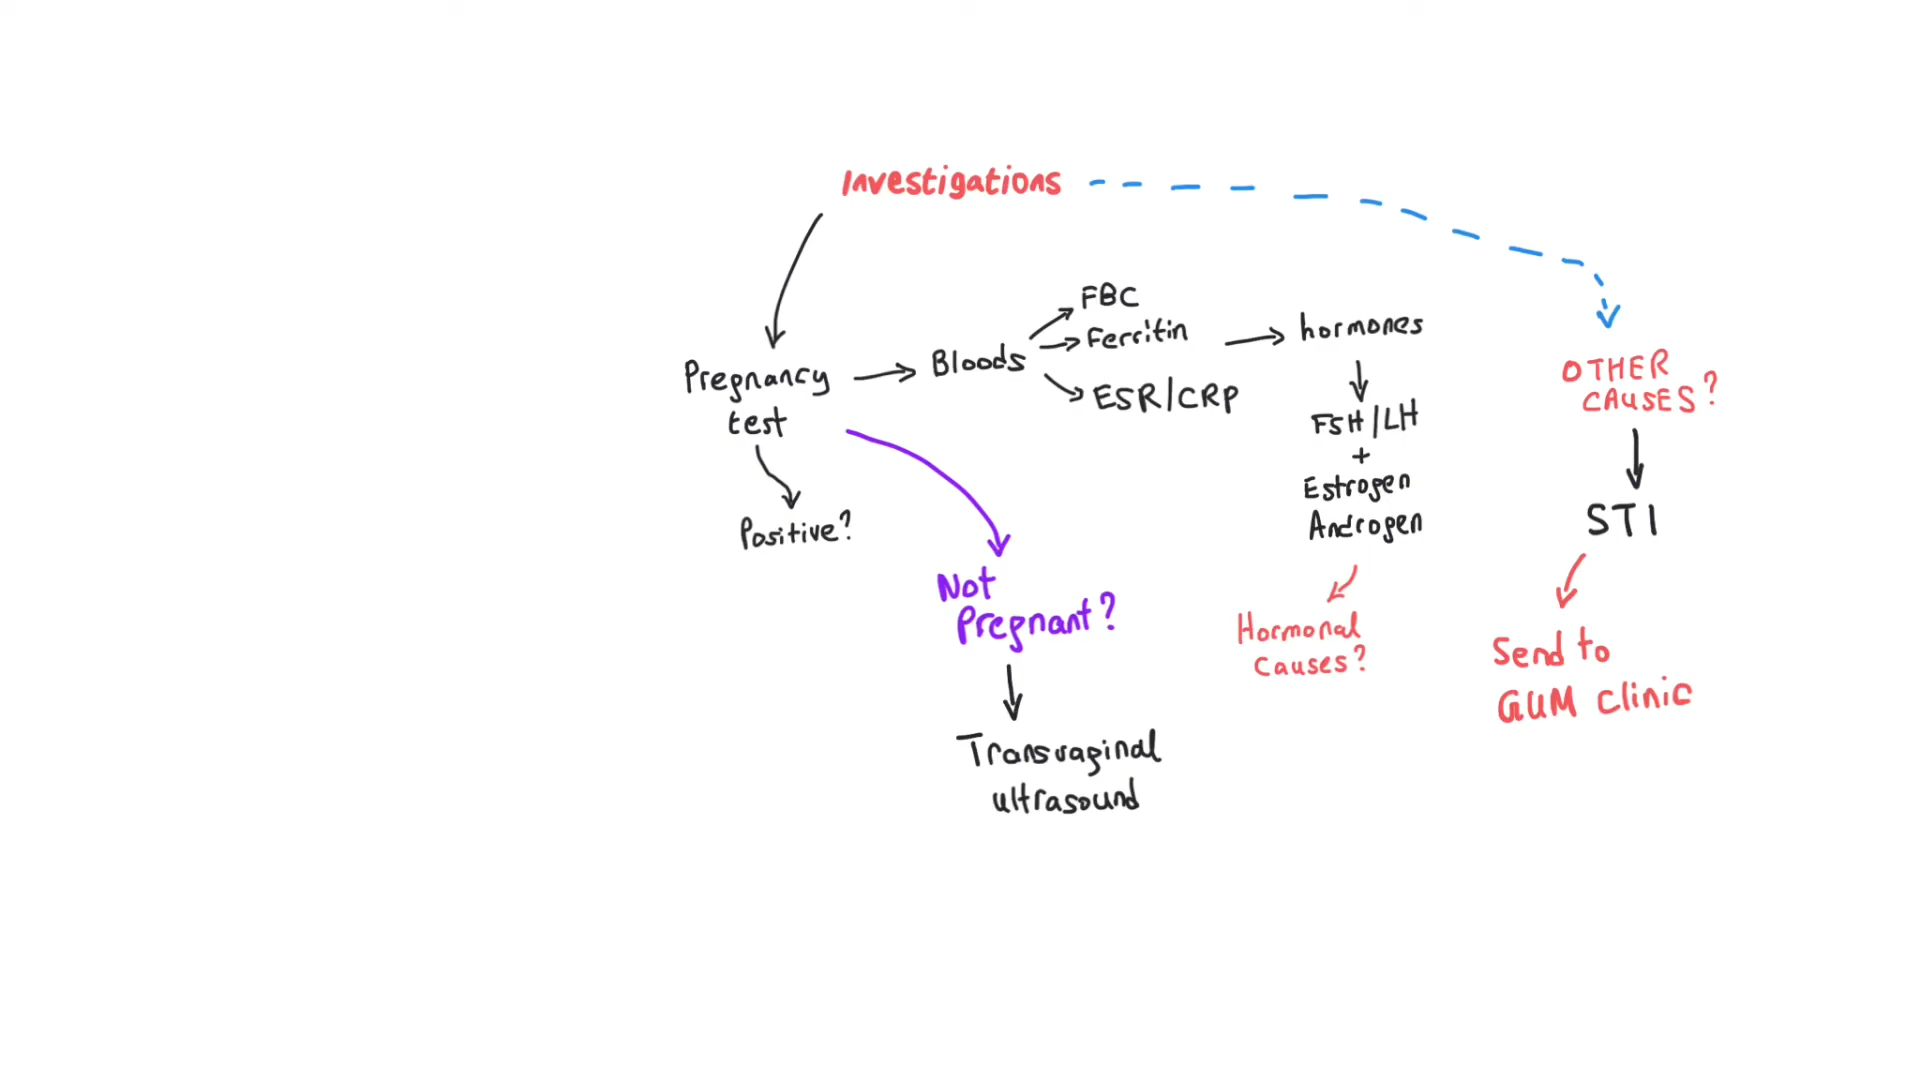 Investigations
FBC
Ferritin
hormones
Bloods
Pregnancy
test
ESR/CRP
OTHER
CAUSES?
FSH/LH
+
Estrogen
Androgen
STI
Positive?
Not
Pregnant?
Hormonal
causes?
Send to
GUM clinic
Transvaginal
ultrasound